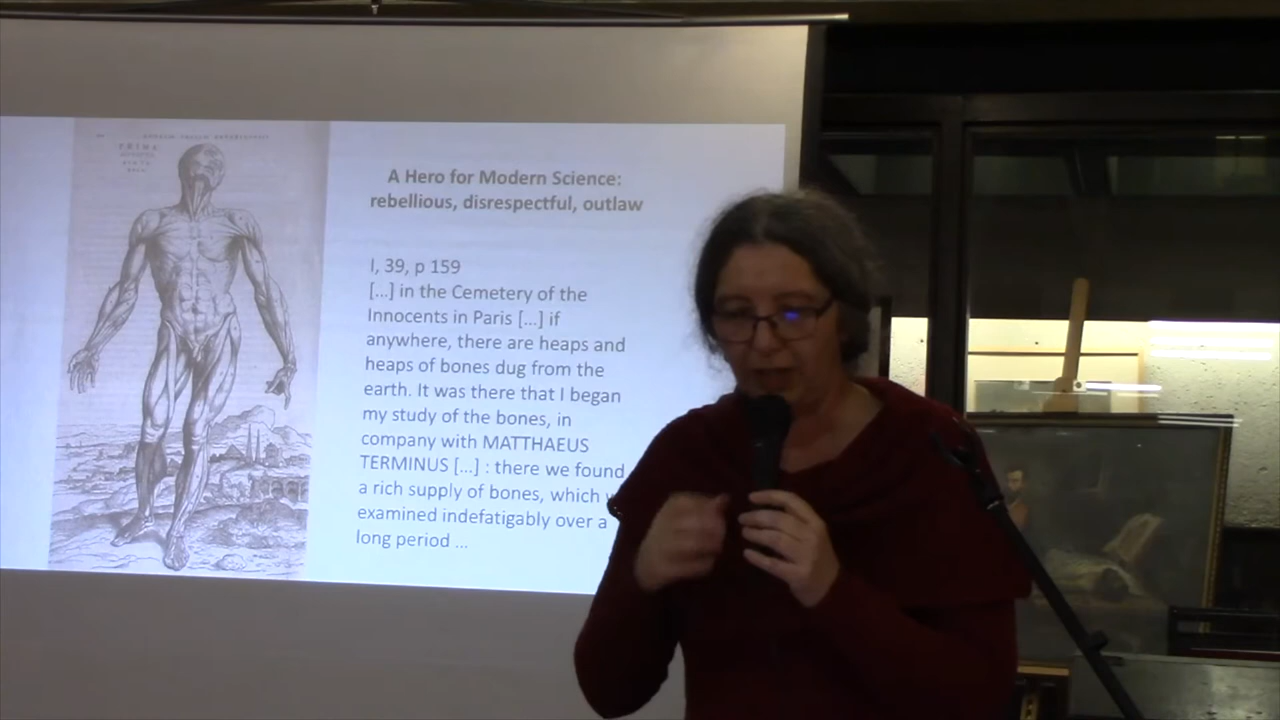 PRIMA
A Hero for Modern Science:
rebellious, disrespectful, outlaw
I, 39, p 159
[...] in the Cemetery of the
Innocents in Paris [...] if
anywhere, there are heaps and
heaps of bones dug from the
earth. It was there that I began
my study of the bones, in
company with MATTHAEUS
TERMINUS [...] : there we found
a rich supply of bones, which
examined indefatigably over a
long period ...